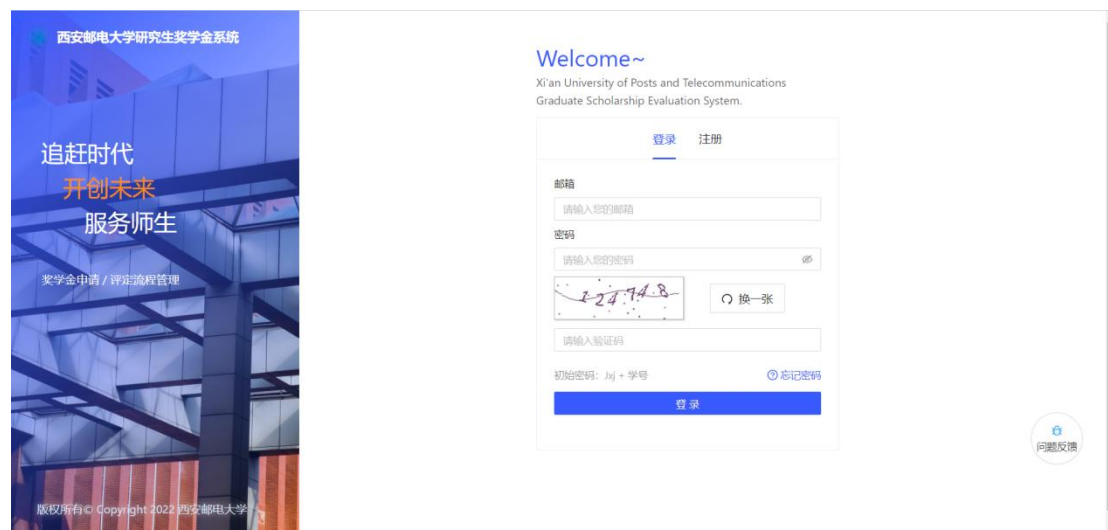 西安邮电大学研究生奖学金系统
追赶时代
开创未来
服务师生
奖学金申请 / 评定流程管理
版权所有© Copyright 2022 西安邮电大学
Welcome~
Xi'an University of Posts and Telecommunications
Graduate Scholarship Evaluation System.
登录 注册
邮箱
请输入您的邮箱
密码
请输入您的密码
12474.8
换一张
请输入验证码
初始密码：Jxj + 学号 忘记密码
登 录
问题反馈